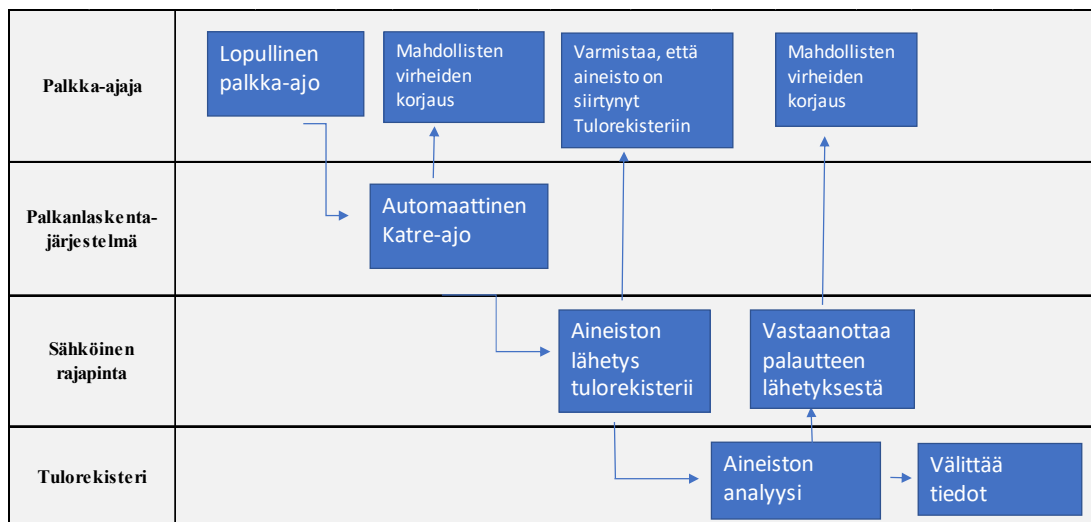 Palkka-ajaja
Lopullinen
palkka-ajo
Mahdollisten
virheiden
korjaus
Varmistaa, että
aineisto on
siirtynyt
Tulorekisteriin
Mahdollisten
virheiden
korjaus
Palkanlaskenta-
järjestelmä
Automaattinen
Katre-ajo
Sähköinen
rajapinta
Aineiston
lähetys
tulorekisterii
Vastaanottaa
palautteen
lähetyksestä
Tulorekisteri
Aineiston
analyysi
Välittää
tiedot